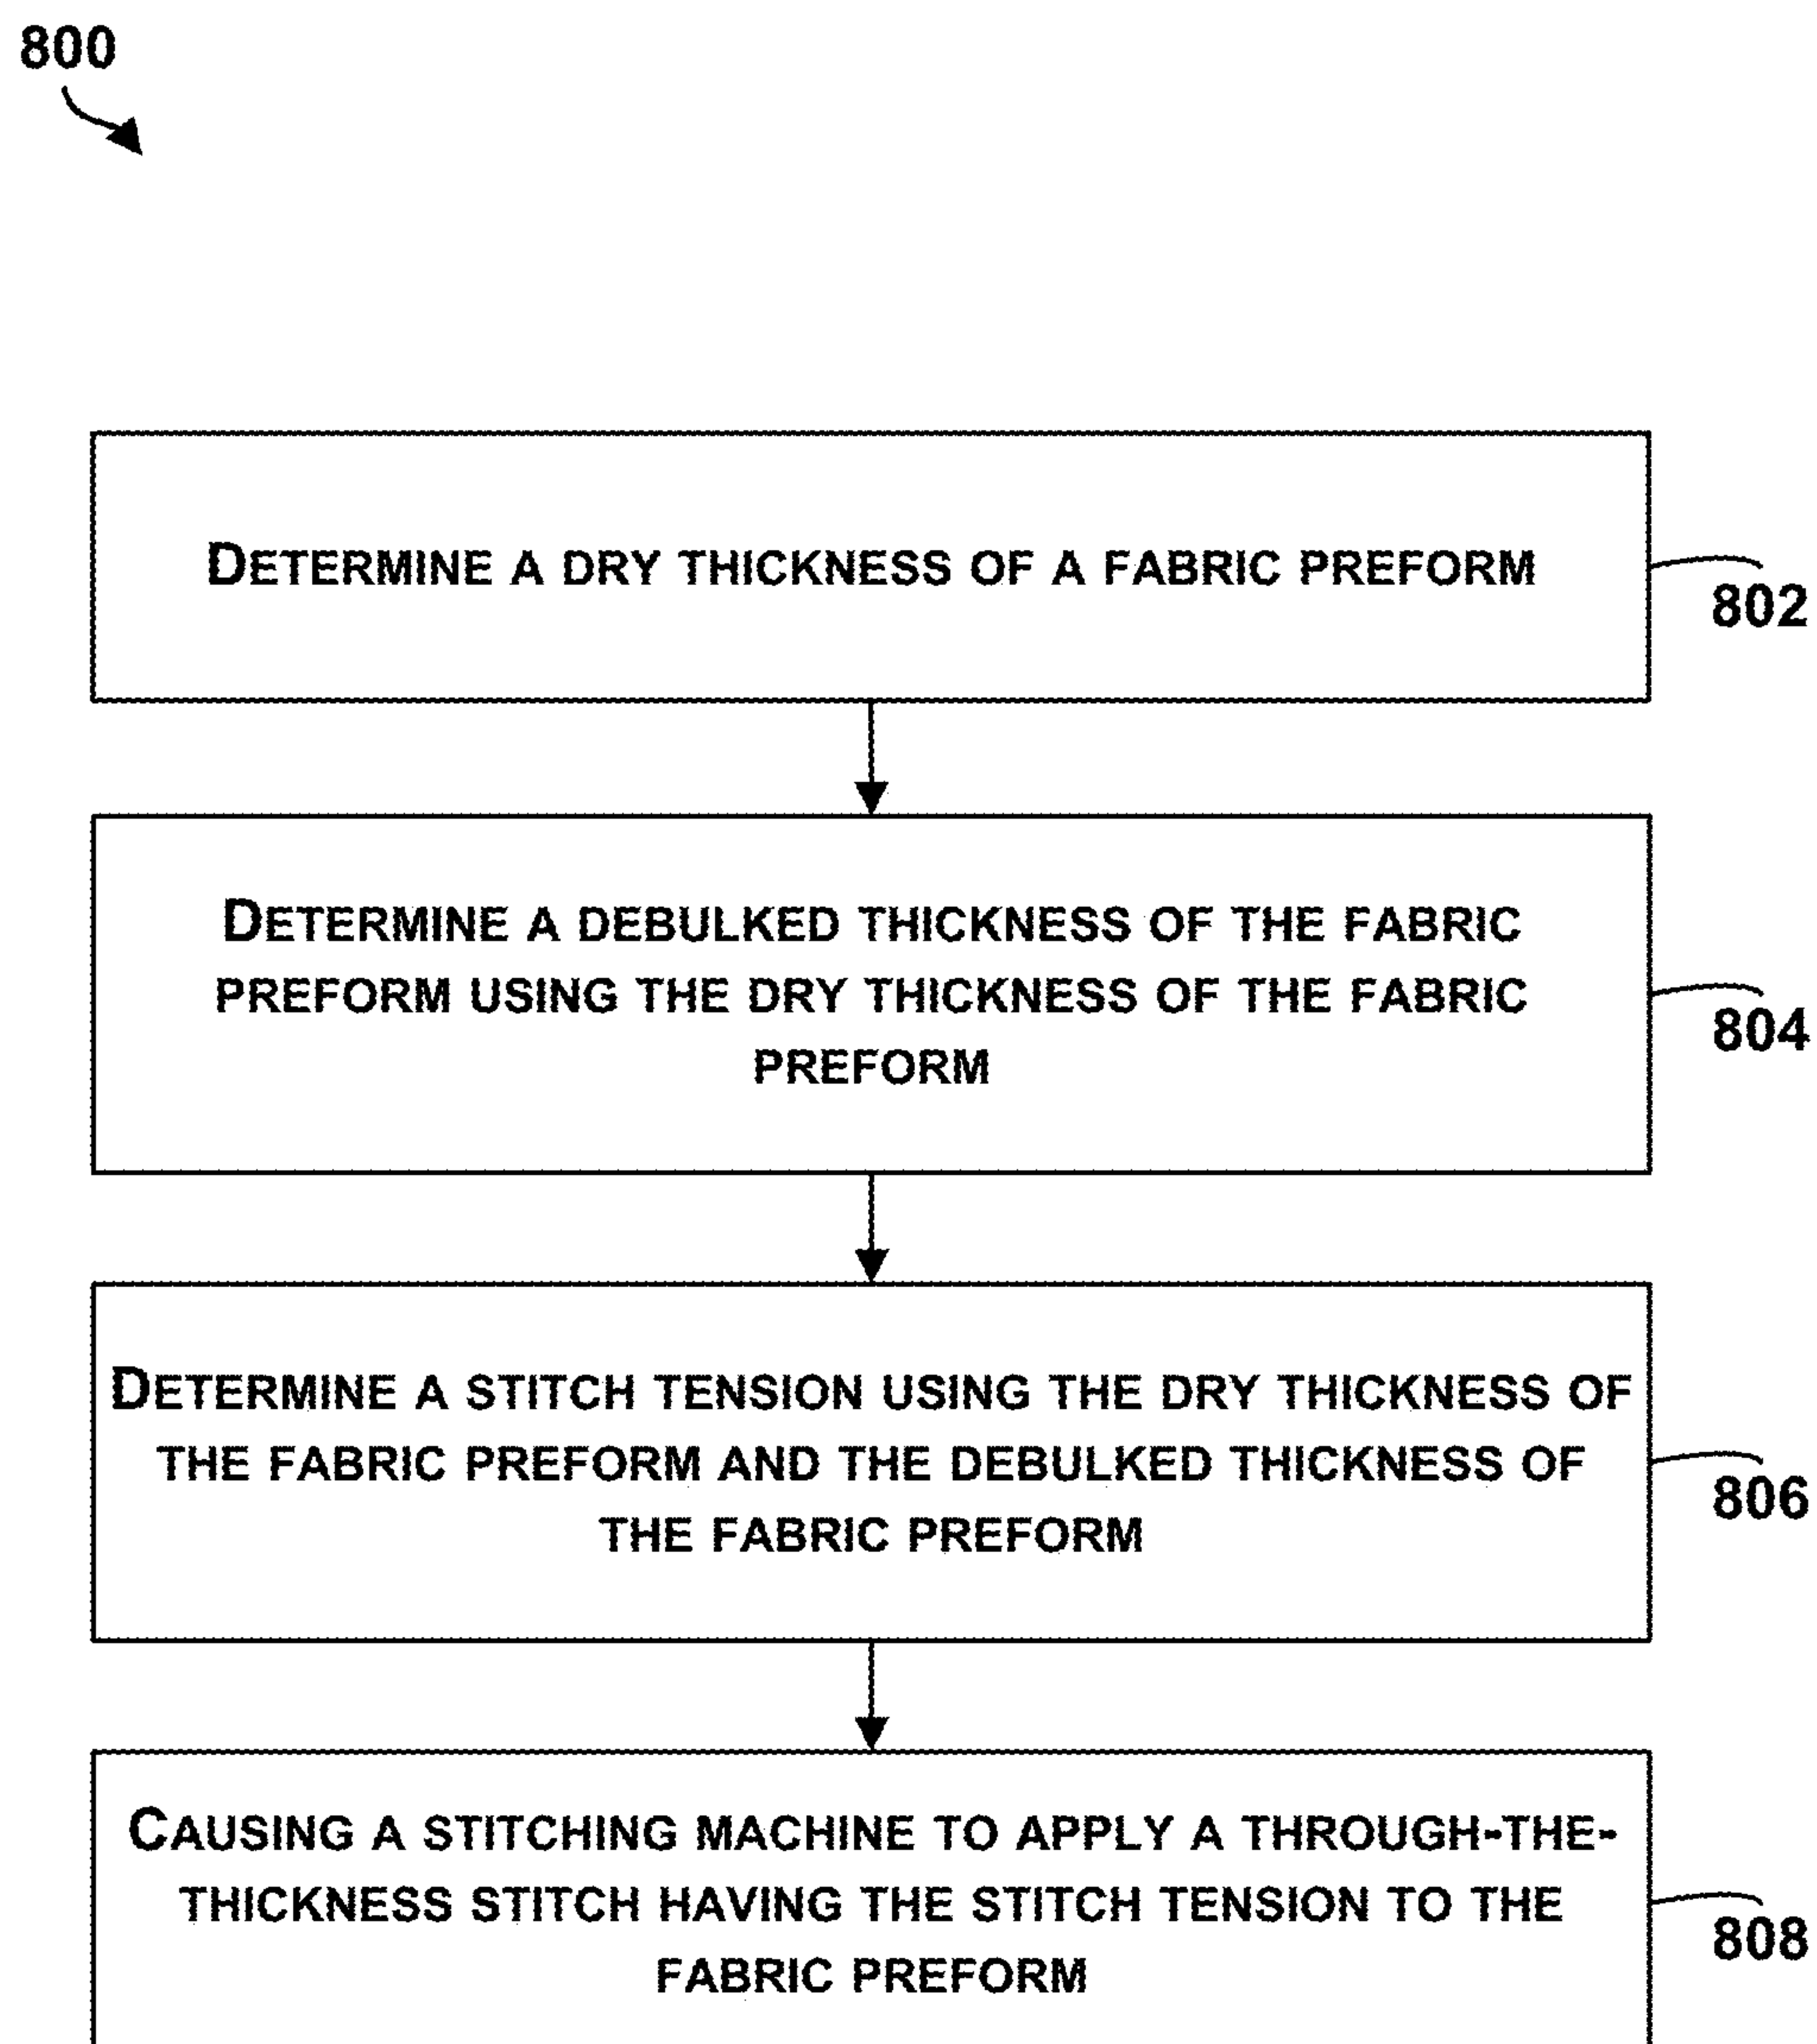 800
DETERMINE A DRY THICKNESS OF A FABRIC PREFORM
802
DETERMINE A DEBULKED THICKNESS OF THE FABRIC
PREFORM USING THE DRY THICKNESS OF THE FABRIC
PREFORM
804
DETERMINE A STITCH TENSION USING THE DRY THICKNESS OF
THE FABRIC PREFORM AND THE DEBULKED THICKNESS OF
THE FABRIC PREFORM
806
CAUSING A STITCHING MACHINE TO APPLY A THROUGH-THE-
THICKNESS STITCH HAVING THE STITCH TENSION TO THE
FABRIC PREFORM
808